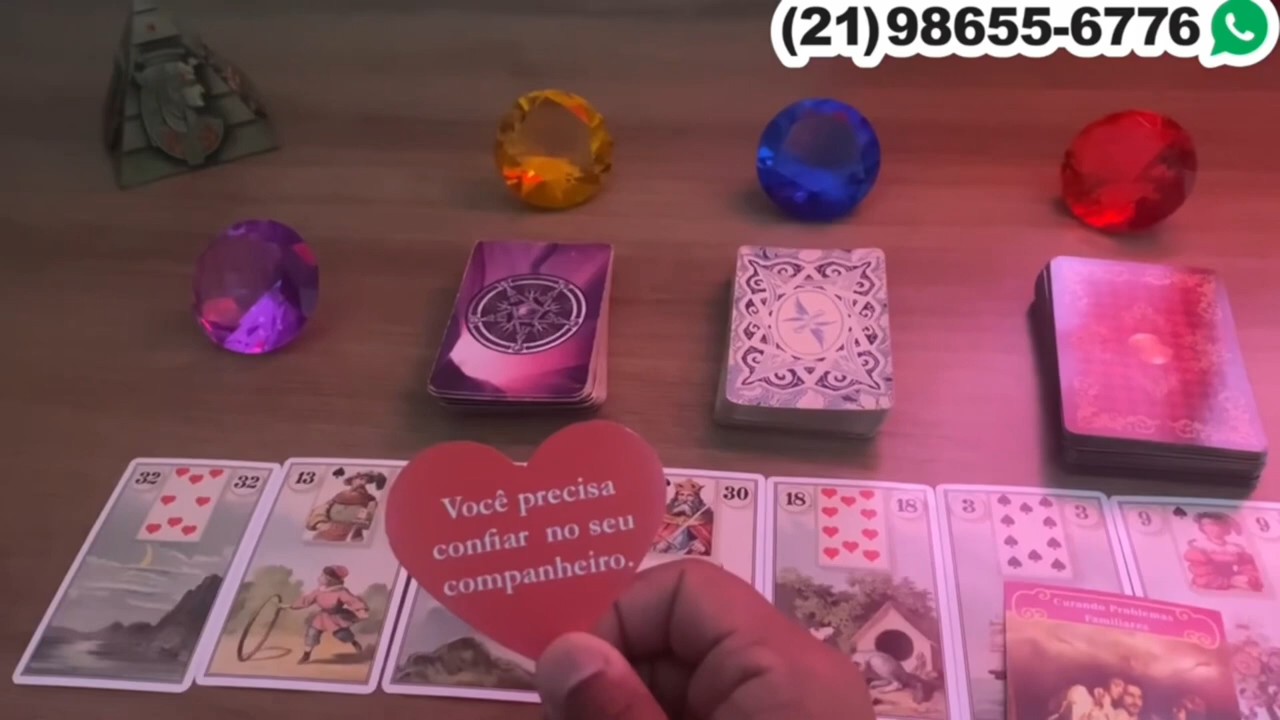 (21)98655-6776
Você precisa
confiar no seu
companheiro.
32 32
13
30
18 18
3 3
9 9
Curando Problemas
Familiares